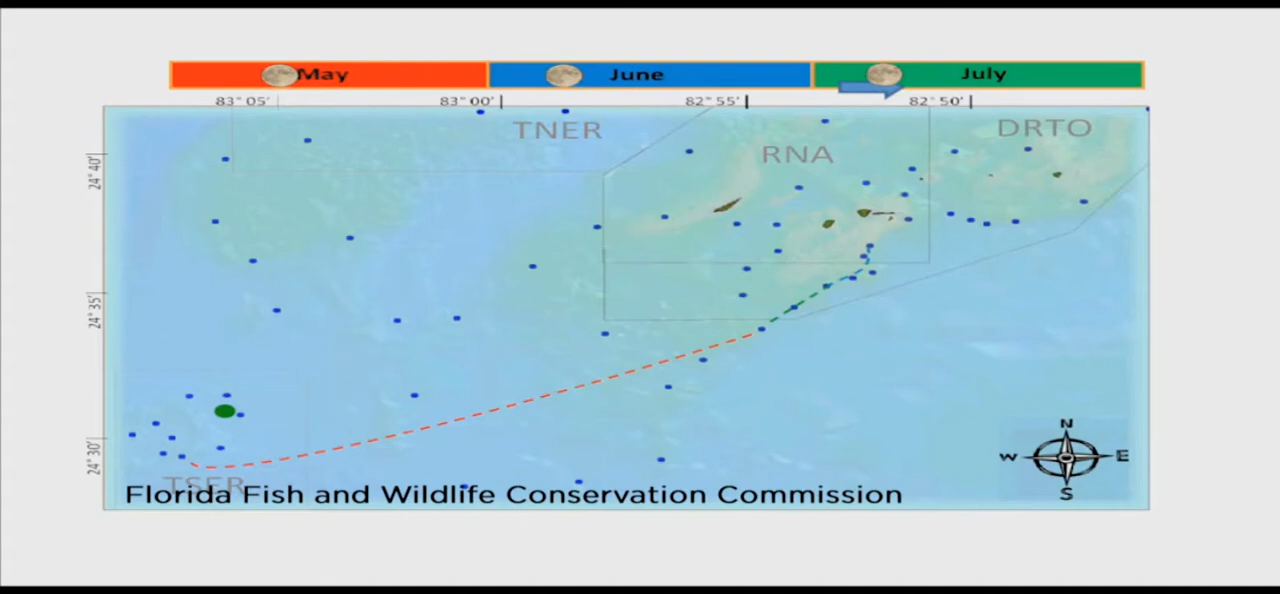 May June July
83° 05' 83° 00' 82° 55' 82° 50'
TNER DRTO
RNA
24° 40'
24° 35'
24° 30'
N
W E
S
TSER
Florida Fish and Wildlife Conservation Commission